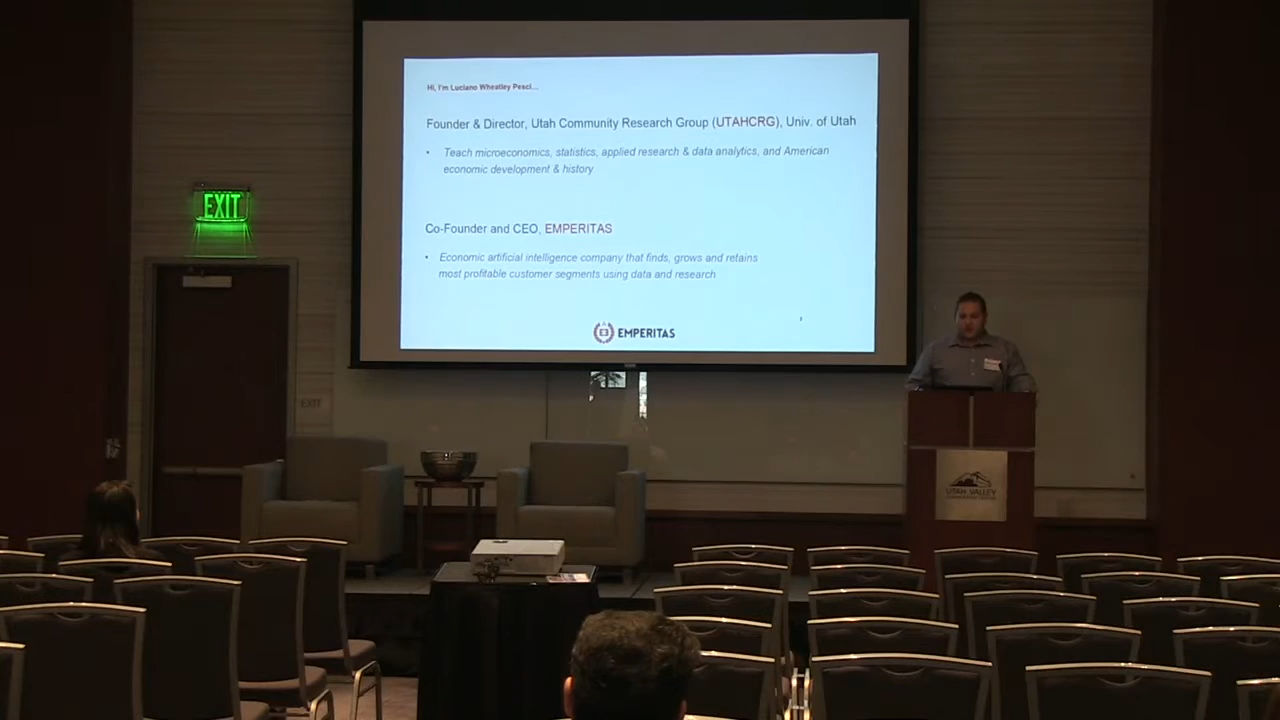 Hi, I'm Luciano Wheatley Pesci...
Founder & Director, Utah Community Research Group (UTAHCRG), Univ. of Utah
• Teach microeconomics, statistics, applied research & data analytics, and American
economic development & history
Co-Founder and CEO, EMPERITAS
• Economic artificial intelligence company that finds, grows and retains
most profitable customer segments using data and research
EMPERITAS
EXIT
EXIT
UTAH VALLEY